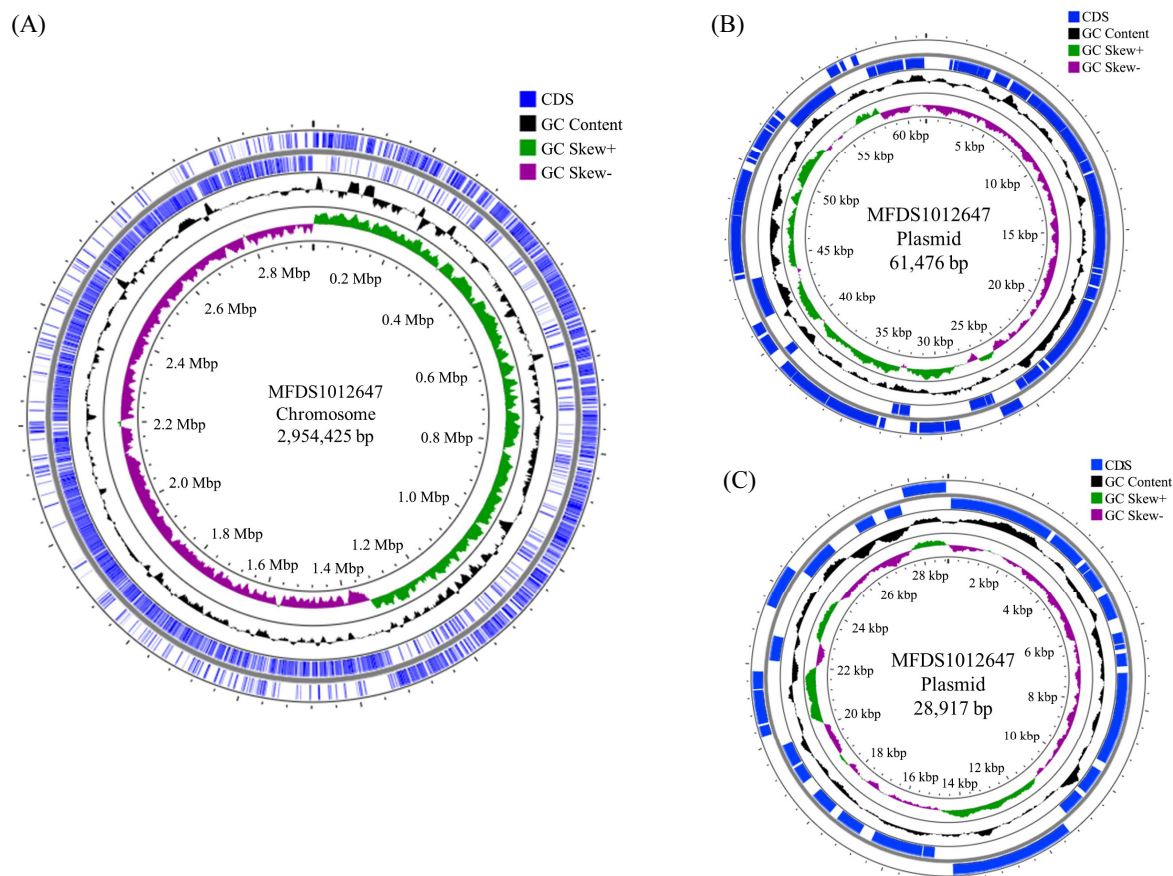 (A)
CDS
GC Content
GC Skew+
GC Skew-
0.2 Mbp
0.4 Mbp
0.6 Mbp
0.8 Mbp
1.0 Mbp
1.2 Mbp
1.4 Mbp
1.6 Mbp
1.8 Mbp
2.0 Mbp
2.2 Mbp
2.4 Mbp
2.6 Mbp
2.8 Mbp
MFDS1012647
Chromosome
2,954,425 bp
(B)
CDS
GC Content
GC Skew+
GC Skew-
5 kbp
10 kbp
15 kbp
20 kbp
25 kbp
30 kbp
35 kbp
40 kbp
45 kbp
50 kbp
55 kbp
60 kbp
MFDS1012647
Plasmid
61,476 bp
(C)
CDS
GC Content
GC Skew+
GC Skew-
2 kbp
4 kbp
6 kbp
8 kbp
10 kbp
12 kbp
14 kbp
16 kbp
18 kbp
20 kbp
22 kbp
24 kbp
26 kbp
28 kbp
MFDS1012647
Plasmid
28,917 bp